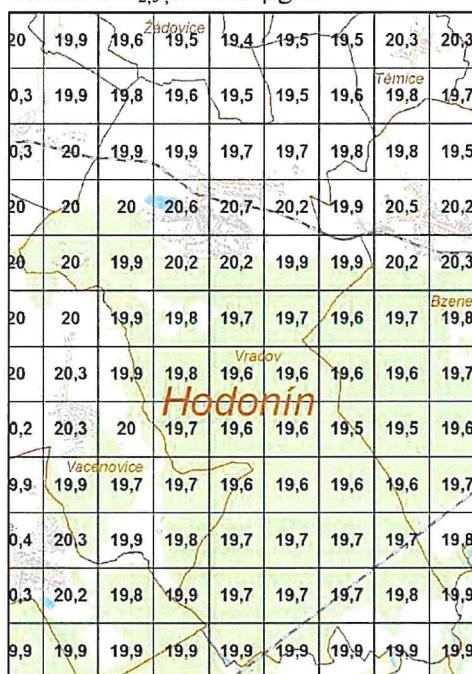 20 19,9 19,6 19,5 19,4 19,5 19,5 20,3 20,3
Žádovice
0,3 19,9 19,8 19,6 19,5 19,5 19,6 19,8 19,7
Těmice
0,3 20 19,9 19,9 19,7 19,7 19,8 19,8 19,5
20 20 20 20,6 20,7 20,2 19,9 20,5 20,2
20 20 19,9 20,2 20,2 19,9 19,9 20,2 20,3
20 20 19,9 19,8 19,7 19,7 19,6 19,7 19,8
Bzene
Vracov
20 20,3 19,9 19,8 19,6 19,6 19,6 19,6 19,7
Hodonín
0,2 20,3 20 19,7 19,6 19,6 19,5 19,5 19,6
Vacenovice
9,9 19,9 19,7 19,7 19,6 19,6 19,6 19,6 19,7
0,4 20,3 19,9 19,8 19,7 19,7 19,7 19,7 19,8
0,3 20,2 19,8 19,9 19,7 19,7 19,7 19,8 19,9
9,9 19,9 19,9 19,9 19,9 19,9 19,9 19,9 19,9